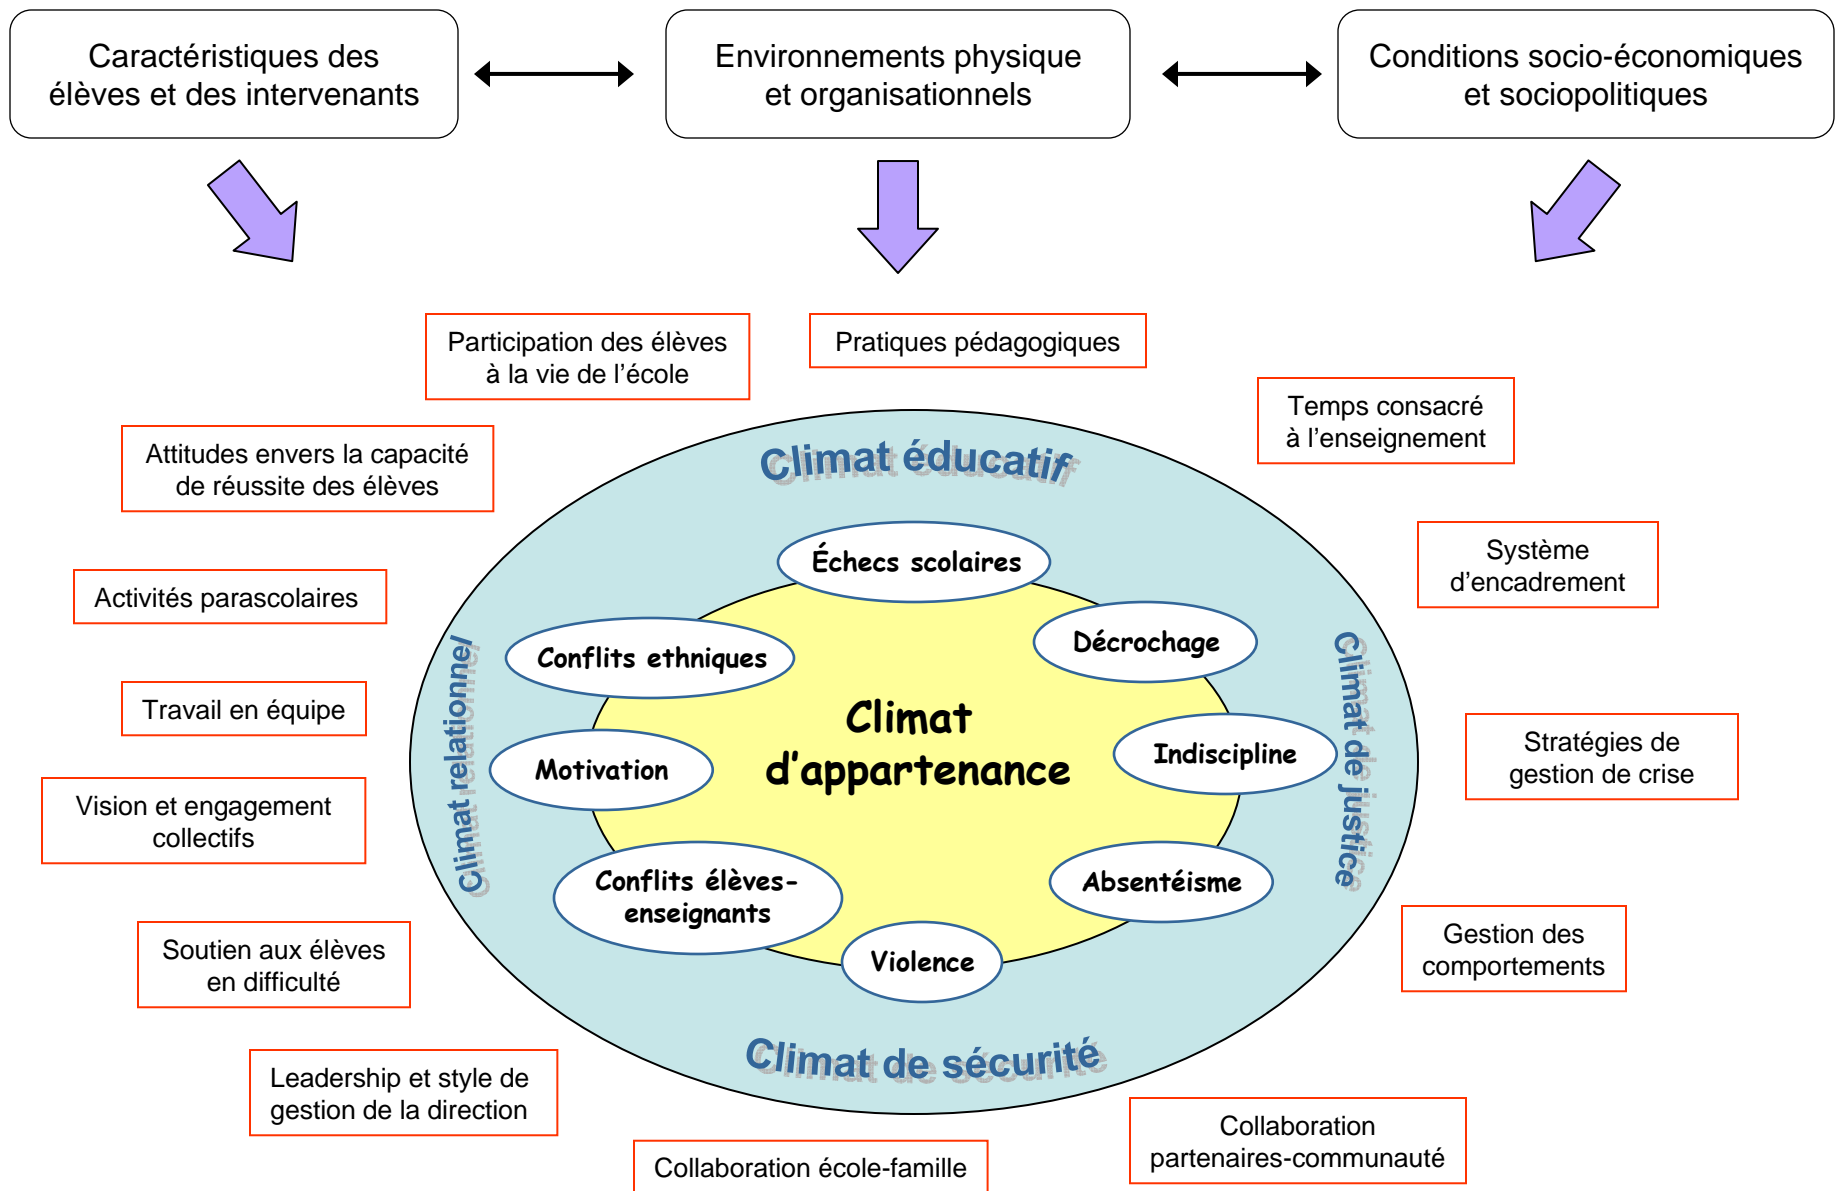 Caractéristiques des
élèves et des intervenants
Environnements physique
et organisationnels
Conditions socio-économiques
et sociopolitiques
Participation des élèves
à la vie de l’école
Pratiques pédagogiques
Temps consacré
à l’enseignement
Attitudes envers la capacité
de réussite des élèves
Climat éducatif
Système
d’encadrement
Échecs scolaires
Activités parascolaires
Décrochage
Conflits ethniques
Climat relationnel
Climat de justice
Travail en équipe
Climat
d’appartenance
Motivation
Indiscipline
Stratégies de
gestion de crise
Vision et engagement
collectifs
Conflits élèves-
enseignants
Absentéisme
Violence
Soutien aux élèves
en difficulté
Gestion des
comportements
Climat de sécurité
Leadership et style de
gestion de la direction
Collaboration
partenaires-communauté
Collaboration école-famille